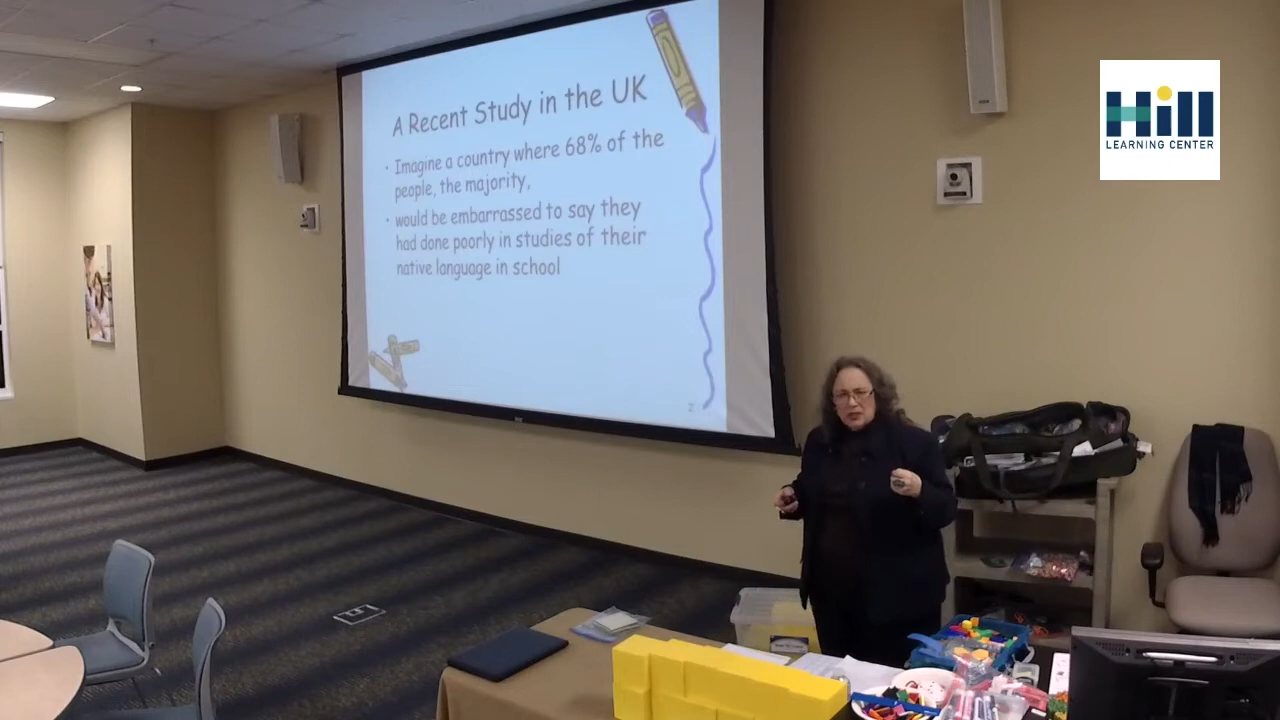 A Recent Study in the UK
• Imagine a country where 68% of the
people, the majority,
• would be embarrassed to say they
had done poorly in studies of their
native language in school
2
Hill
LEARNING CENTER